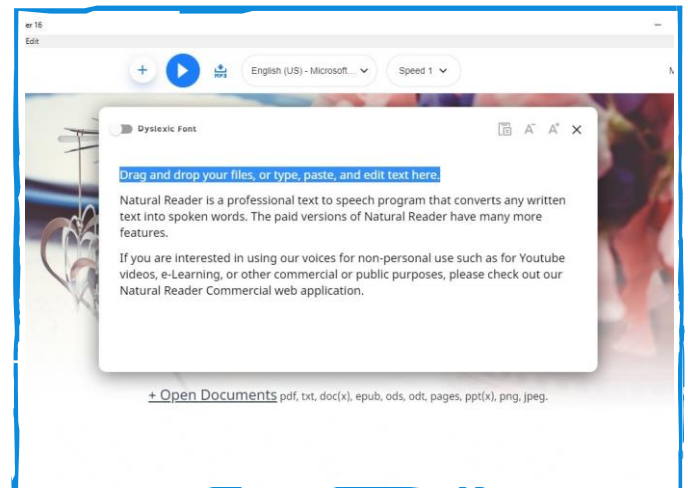 er 16
Edit
+
MP3
English (US) - Microsoft...
Speed 1
Dyslexic Font
A-
A+
Drag and drop your files, or type, paste, and edit text here.
Natural Reader is a professional text to speech program that converts any written
text into spoken words. The paid versions of Natural Reader have many more
features.
If you are interested in using our voices for non-personal use such as for Youtube
videos, e-Learning, or other commercial or public purposes, please check out our
Natural Reader Commercial web application.
+ Open Documents pdf, txt, doc(x), epub, ods, odt, pages, ppt(x), png, jpeg.